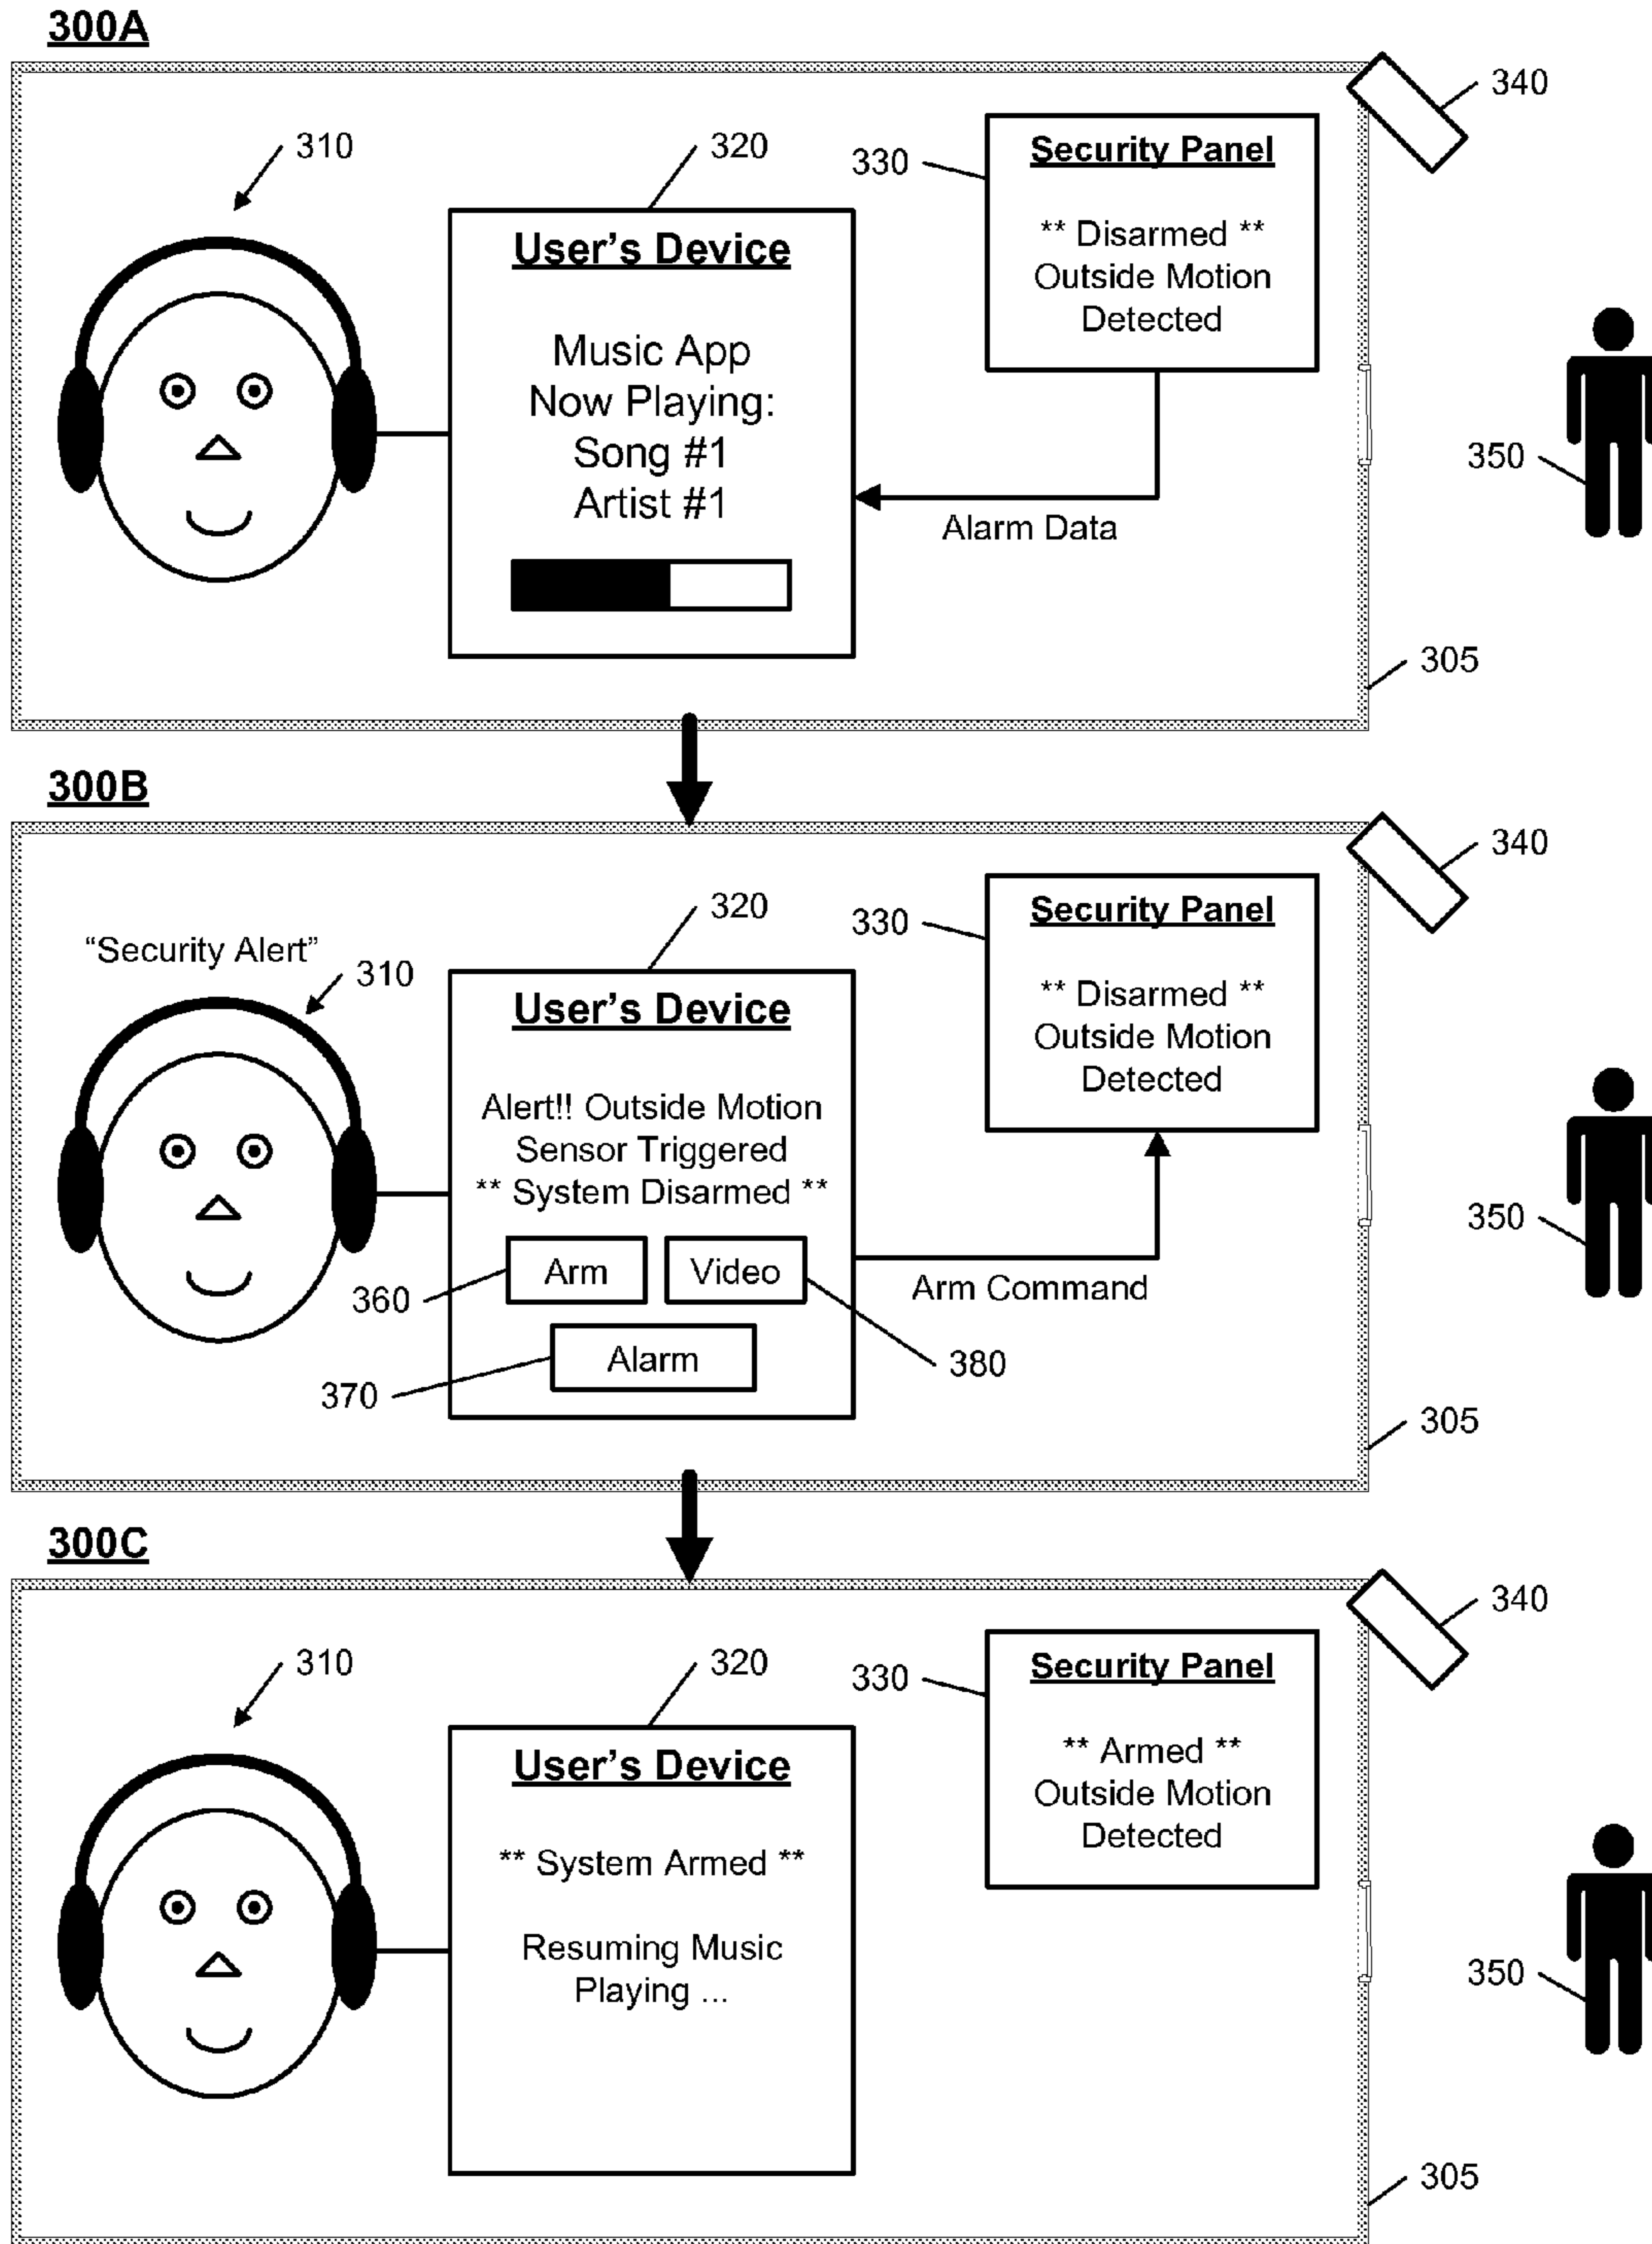 300A
340
310
320
330
Security Panel
** Disarmed **
Outside Motion
Detected
User’s Device
Music App
Now Playing:
Song #1
Artist #1
Alarm Data
350
305
300B
340
“Security Alert”
310
320
330
Security Panel
** Disarmed **
Outside Motion
Detected
User’s Device
Alert!! Outside Motion
Sensor Triggered
** System Disarmed **
Arm
Video
360
Arm Command
Alarm
370
380
350
305
300C
340
310
320
330
Security Panel
** Armed **
Outside Motion
Detected
User’s Device
** System Armed **
Resuming Music
Playing ...
350
305